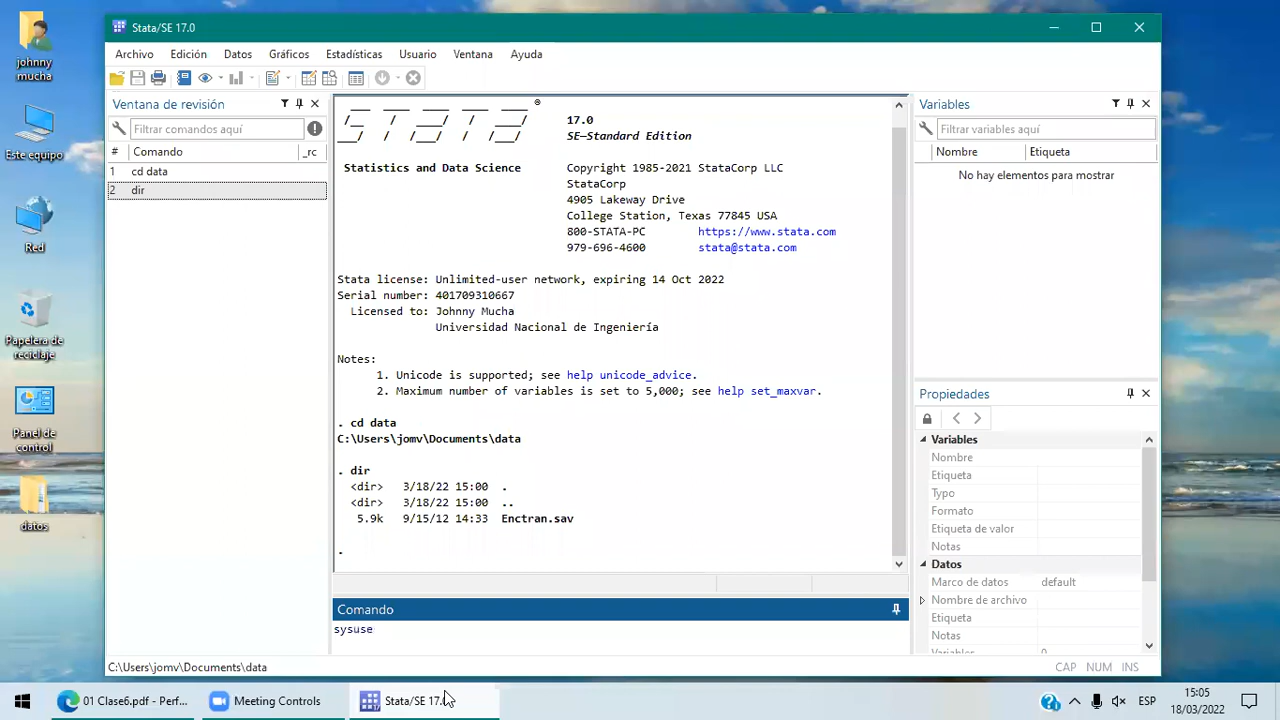 johnny
mucha
Este equipo
Red
Papelera de
reciclaje
Panel de
control
datos
Stata/SE 17.0
Archivo Edición Datos Gráficos Estadísticas Usuario Ventana Ayuda
Ventana de revisión
Filtrar comandos aquí
# Comando _rc
1 cd data
2 dir
®
17.0
SE—Standard Edition
Statistics and Data Science Copyright 1985-2021 StataCorp LLC
StataCorp
4905 Lakeway Drive
College Station, Texas 77845 USA
800-STATA-PC https://www.stata.com
979-696-4600 stata@stata.com
Stata license: Unlimited-user network, expiring 14 Oct 2022
Serial number: 401709310667
Licensed to: Johnny Mucha
Universidad Nacional de Ingeniería
Notes:
1. Unicode is supported; see help unicode_advice.
2. Maximum number of variables is set to 5,000; see help set_maxvar.
. cd data
C:\Users\jomv\Documents\data
. dir
<dir> 3/18/22 15:00 .
<dir> 3/18/22 15:00 ..
5.9k 9/15/12 14:33 Enctran.sav
.
Comando
sysuse
Variables
Filtrar variables aquí
Nombre Etiqueta
No hay elementos para mostrar
Propiedades
Variables
Nombre
Etiqueta
Tipo
Formato
Etiqueta de valor
Notas
Datos
Marco de datos default
Nombre de archivo
Etiqueta
Notas
Variables 0
C:\Users\jomv\Documents\data
CAP NUM INS
01 Clase6.pdf - Perf...
Meeting Controls
Stata/SE 17.0
ESP
15:05
18/03/2022